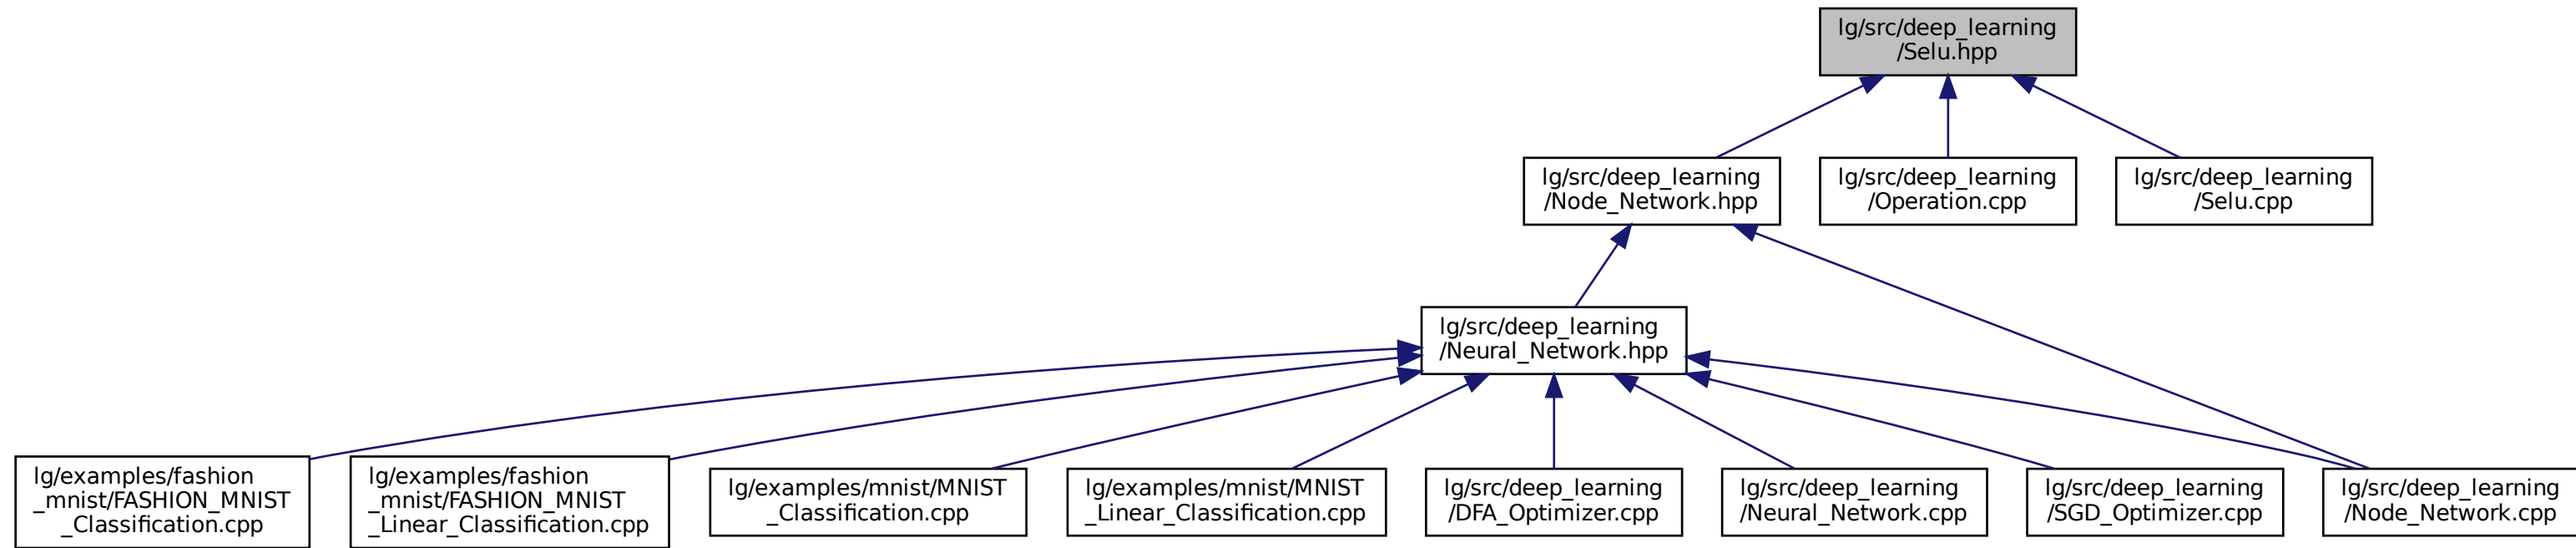 lg/src/deep_learning
/Selu.hpp
lg/src/deep_learning
/Node_Network.hpp
lg/src/deep_learning
/Operation.cpp
lg/src/deep_learning
/Selu.cpp
lg/src/deep_learning
/Neural_Network.hpp
lg/examples/fashion
_mnist/FASHION_MNIST
_Classification.cpp
lg/examples/fashion
_mnist/FASHION_MNIST
_Linear_Classification.cpp
lg/examples/mnist/MNIST
_Classification.cpp
lg/examples/mnist/MNIST
_Linear_Classification.cpp
lg/src/deep_learning
/DFA_Optimizer.cpp
lg/src/deep_learning
/Neural_Network.cpp
lg/src/deep_learning
/SGD_Optimizer.cpp
lg/src/deep_learning
/Node_Network.cpp